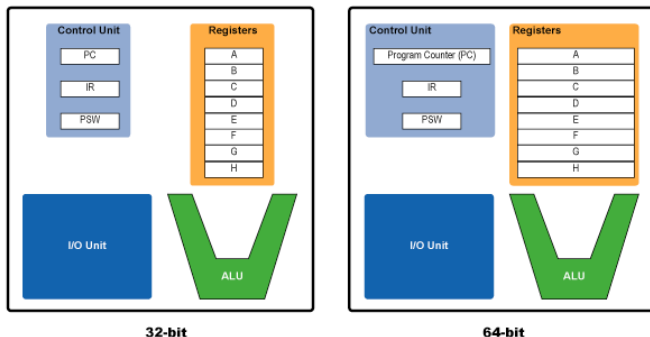 Control Unit
PC
IR
PSW
Registers
A
B
C
D
E
F
G
H
I/O Unit
ALU
32-bit
Control Unit
Program Counter (PC)
IR
PSW
Registers
A
B
C
D
E
F
G
H
I/O Unit
ALU
64-bit